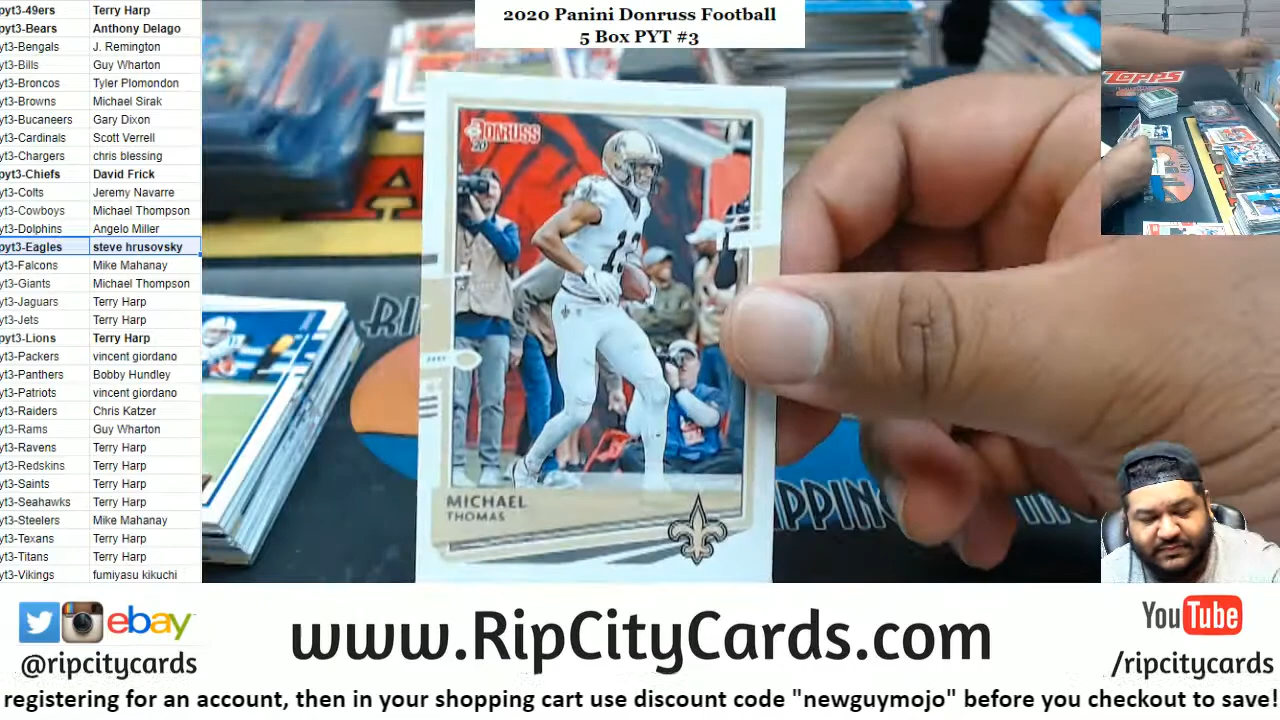 pyt3-49ers Terry Harp
pyt3-Bears Anthony Delago
yt3-Bengals J. Remington
yt3-Bills Guy Wharton
yt3-Broncos Tyler Plomondon
yt3-Browns Michael Sirak
yt3-Bucaneers Gary Dixon
yt3-Cardinals Scott Verrell
yt3-Chargers chris blessing
yt3-Chiefs David Frick
yt3-Colts Jeremy Navarre
yt3-Cowboys Michael Thompson
yt3-Dolphins Angelo Miller
pyt3-Eagles steve hrusovsky
yt3-Falcons Mike Mahanay
yt3-Giants Michael Thompson
yt3-Jaguars Terry Harp
yt3-Jets Terry Harp
pyt3-Lions Terry Harp
yt3-Packers vincent giordano
yt3-Panthers Bobby Hundley
yt3-Patriots vincent giordano
yt3-Raiders Chris Katzer
yt3-Rams Guy Wharton
yt3-Ravens Terry Harp
yt3-Redskins Terry Harp
yt3-Saints Terry Harp
yt3-Seahawks Terry Harp
yt3-Steelers Mike Mahanay
yt3-Texans Terry Harp
yt3-Titans Terry Harp
yt3-Vikings fumiyasu kikuchi
2020 Panini Donruss Football
5 Box PYT #3
DONRUSS
20
13
MICHAEL
THOMAS
TOPPS
ebay
@ripcitycards
www.RipCityCards.com
YouTube
/ripcitycards
registering for an account, then in your shopping cart use discount code "newguymojo" before you checkout to save!